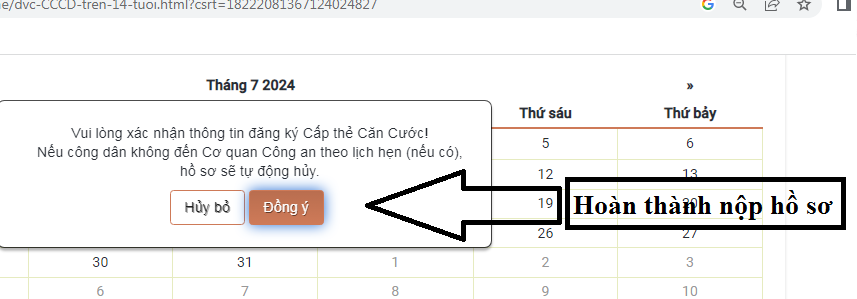 ne/dvc-CCCD-tren-14-tuoi.html?csrt=18222081367124024827
Tháng 7 2024 »
Thứ sáu Thứ bảy
Vui lòng xác nhận thông tin đăng ký Cấp thẻ Căn Cước!
Nếu công dân không đến Cơ quan Công an theo lịch hẹn (nếu có),
hồ sơ sẽ tự động hủy.
Hủy bỏ Đồng ý
5 6
12 13
19 20
Hoàn thành nộp hồ sơ
26 27
30 31 1 2 3
6 7 8 9 10